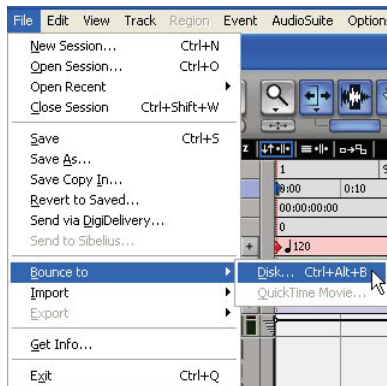 File Edit View Track Region Event AudioSuite Option
New Session... Ctrl+N
Open Session... Ctrl+O
Open Recent
Close Session Ctrl+Shift+W
Save Ctrl+S
Save As...
Save Copy In...
Revert to Saved...
Send via DigiDelivery...
Send to Sibelius...
Bounce to
Import
Export
Get Info...
Exit Ctrl+Q
Disk... Ctrl+Alt+B
QuickTime Movie...
z
1 9
0:00 0:10
00:00:00:00
0
120